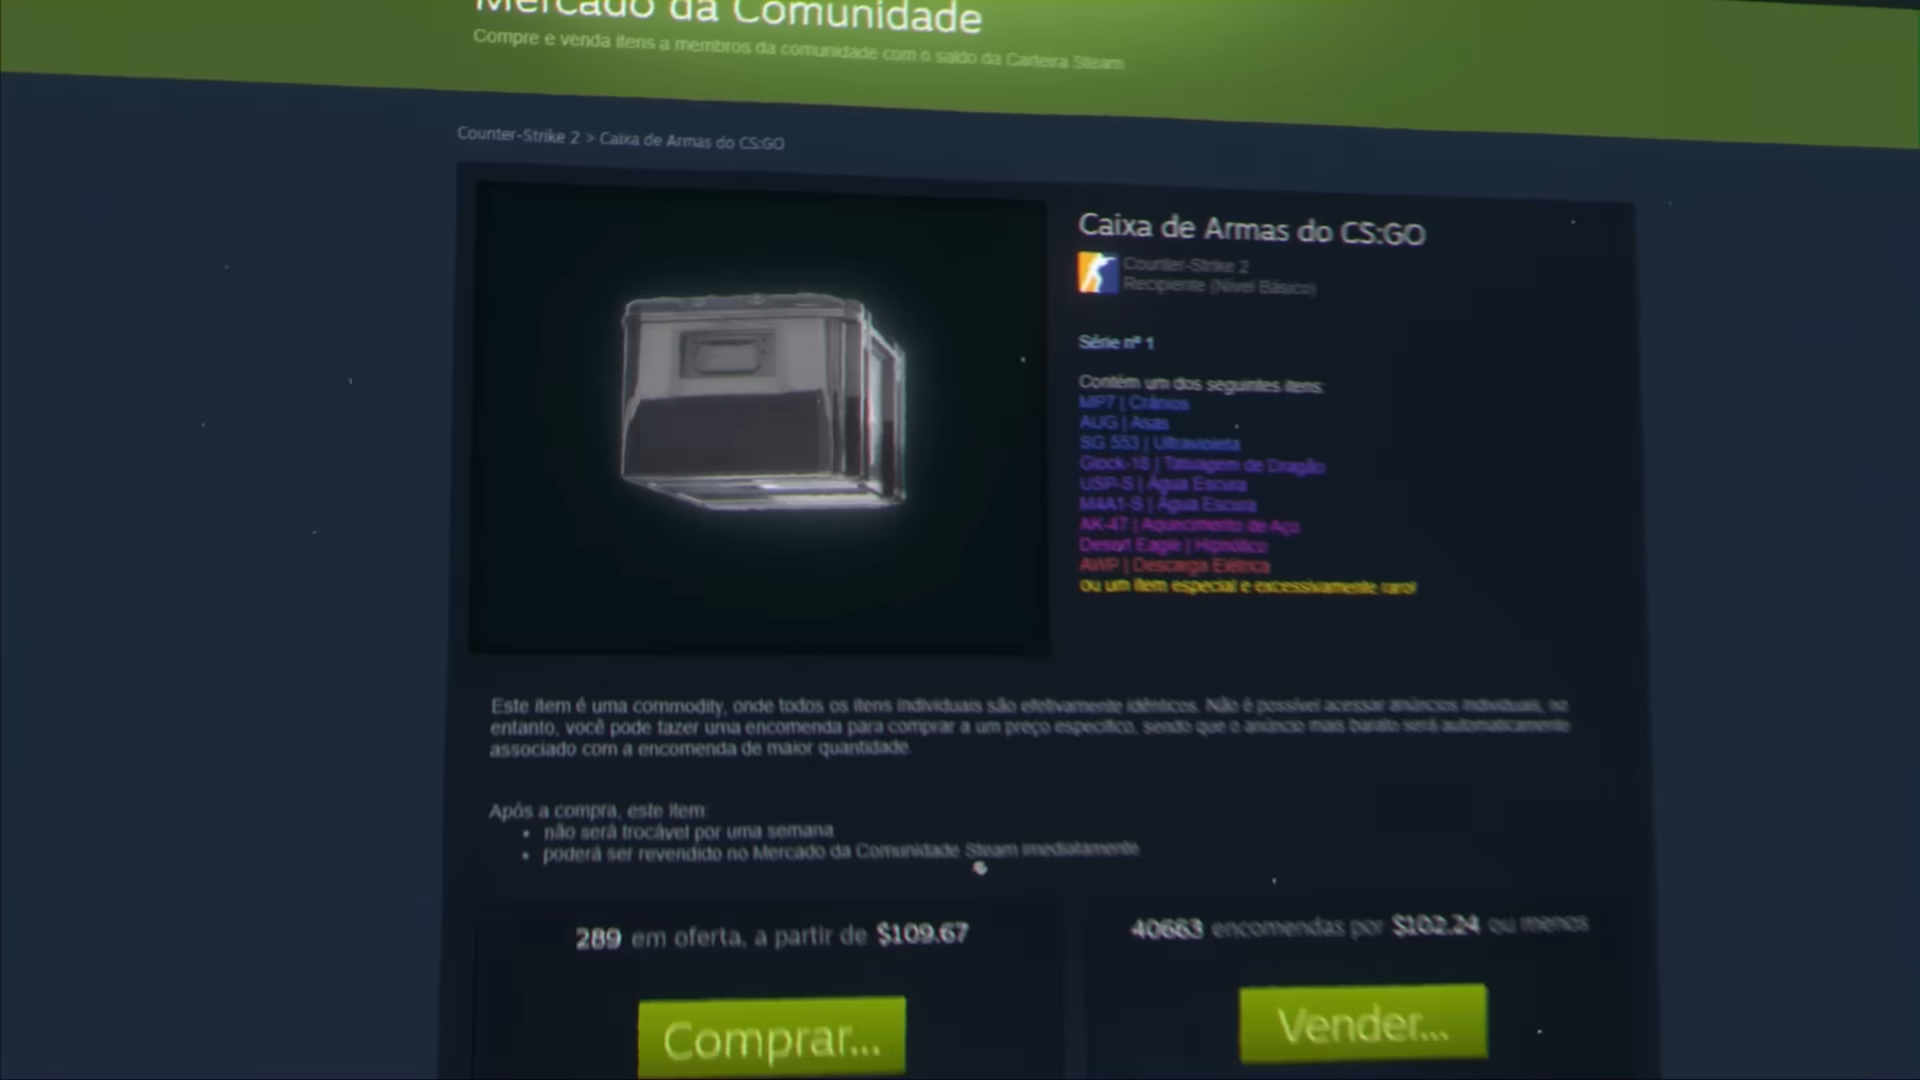 Mercado da Comunidade
Compre e venda itens a membros da comunidade com o saldo da Carteira Steam
Counter-Strike 2 > Caixa de Armas do CS:GO
Caixa de Armas do CS:GO
Counter-Strike 2
Recipiente (Nível Básico)
Série nº 1
Contém um dos seguintes itens:
MP7 | Crânios
AUG | Asas
SG 553 | Ultravioleta
Glock-18 | Tatuagem de Dragão
USP-S | Água Escura
M4A1-S | Água Escura
AK-47 | Aquecimento de Aço
Desert Eagle | Hipnótico
AWP | Descarga Elétrica
ou um item especial e excessivamente raro!
Este item é uma commodity, onde todos os itens individuais são efetivamente idênticos. Não é possível acessar anúncios individuais, no
entanto, você pode fazer uma encomenda para comprar a um preço específico, sendo que o anúncio mais barato será automaticamente
associado com a encomenda de maior quantidade.
Após a compra, este item:
• não será trocável por uma semana
• poderá ser revendido no Mercado da Comunidade Steam imediatamente
289 em oferta, a partir de $109.67
40663 encomendas por $102.24 ou menos
Comprar...
Vender...